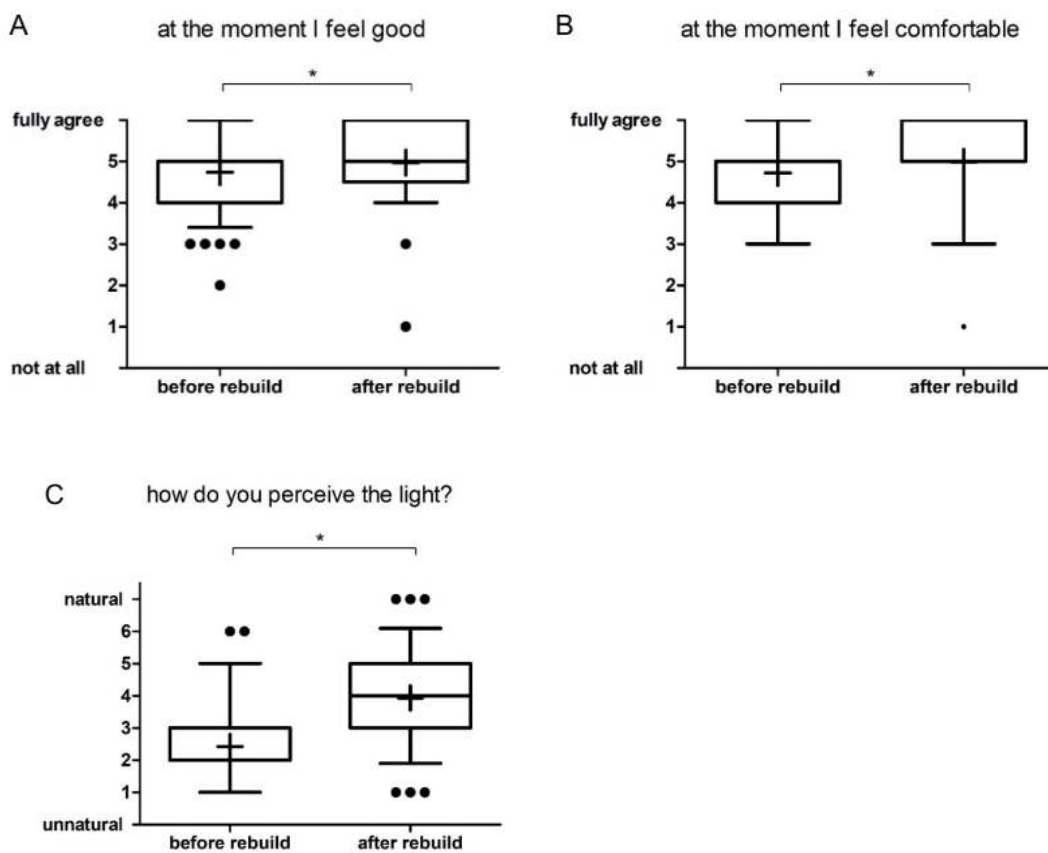 A
at the moment I feel good
*
fully agree
5
4
3
2
1
not at all
before rebuild after rebuild
B
at the moment I feel comfortable
*
fully agree
5
4
3
2
1
not at all
before rebuild after rebuild
C
how do you perceive the light?
*
natural
6
5
4
3
2
1
unnatural
before rebuild after rebuild